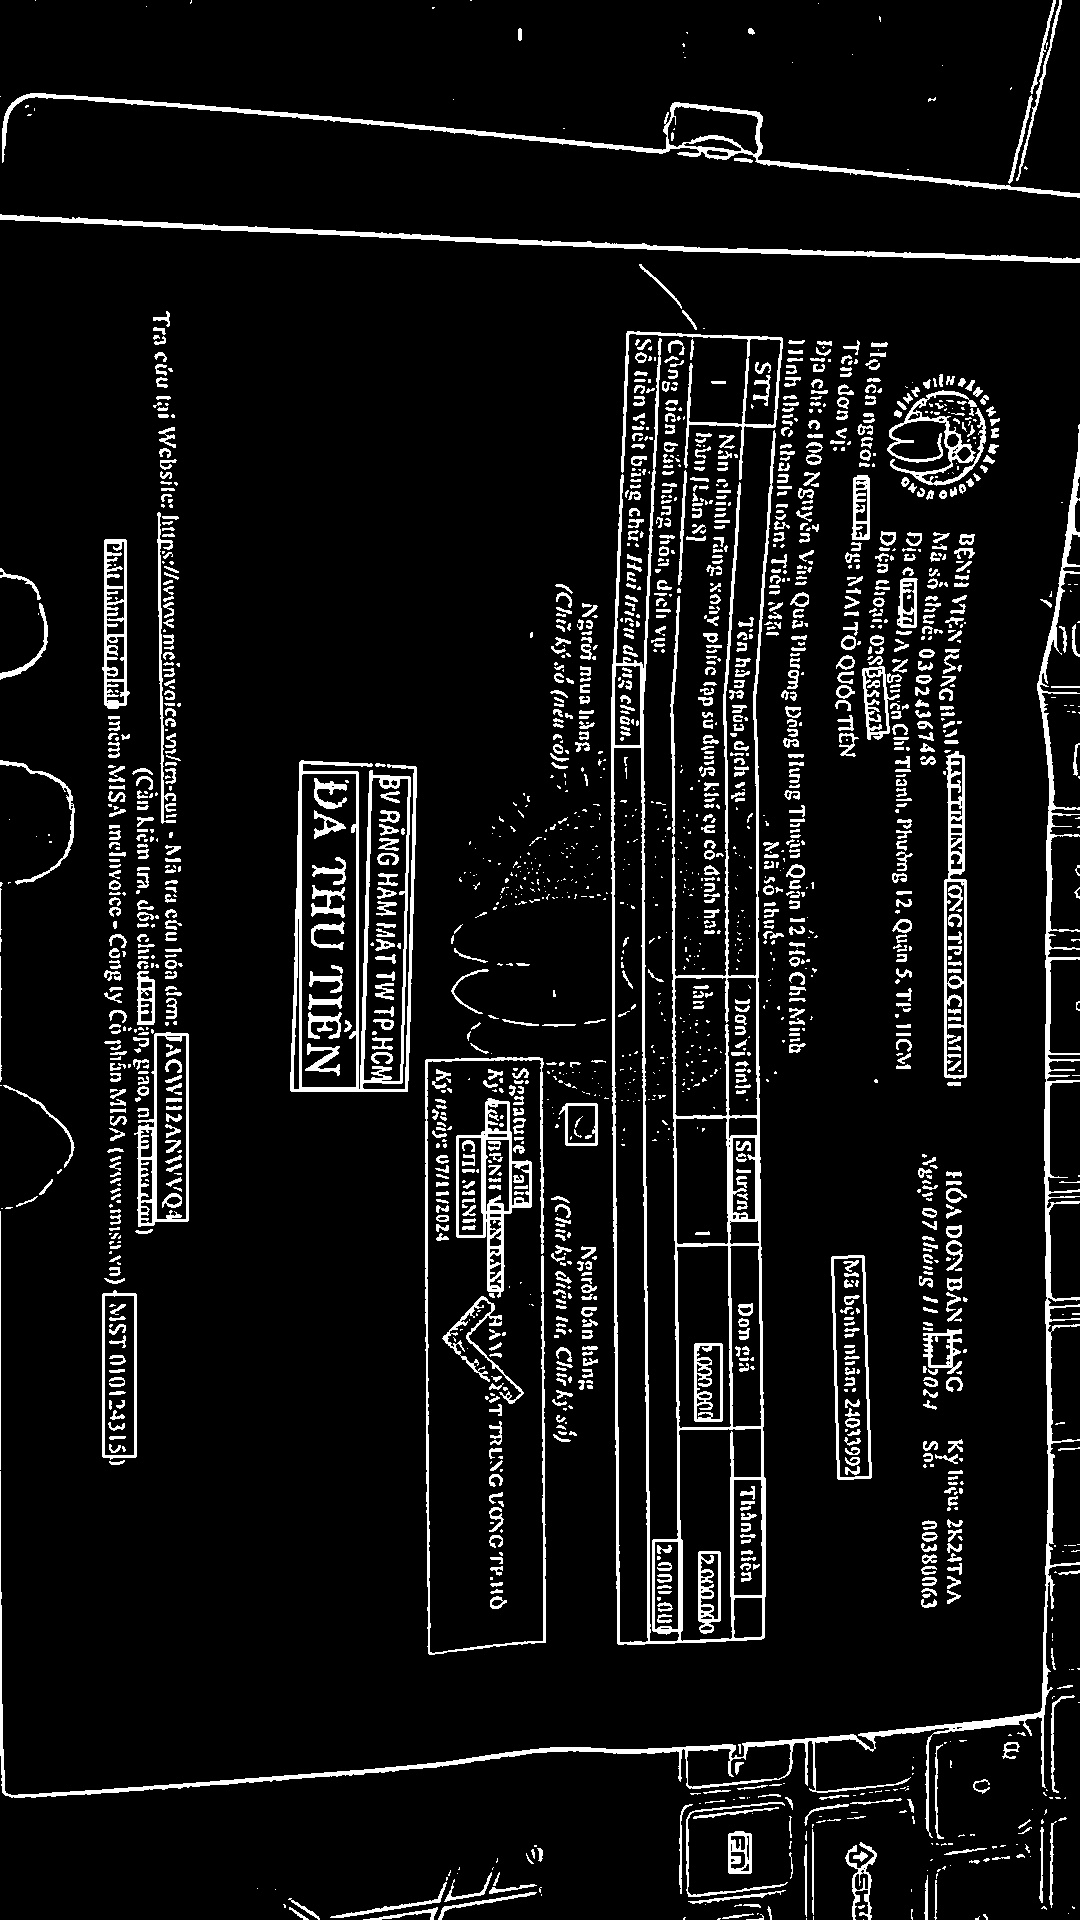 BỆNH VIỆN RĂNG HÀM MẶT TRUNG ƯƠNG TP.HỒ CHÍ MINH
Mã số thuế: 0302436748
Địa chỉ: 201A Nguyễn Chí Thanh, Phường 12, Quận 5, TP. HCM
Điện thoại: 02838556732
BỆNH VIỆN RĂNG HÀM MẶT TRUNG ƯƠNG
HÓA ĐƠN BÁN HÀNG
Ngày 07 tháng 11 năm 2024
Ký hiệu: 2K24TAA
Số: 00380063
Mã bệnh nhân: 24033992
Họ tên người mua hàng: MAI TÔ QUỐC TIẾN
Tên đơn vị:
Địa chỉ: c100 Nguyễn Văn Quá Phường Đông Hưng Thuận Quận 12 Hồ Chí Minh
Hình thức thanh toán: Tiền Mặt Mã số thuế:
STT. Tên hàng hóa, dịch vụ Đơn vị tính Số lượng Đơn giá Thành tiền
1 Nắn chỉnh răng xoay phức tạp sử dụng khí cụ cố định hai lần 1 2.000.000 2.000.000
hàm [Lần 8]
Cộng tiền bán hàng hóa, dịch vụ: 2.000.000
Số tiền viết bằng chữ: Hai triệu đồng chẵn.
Người mua hàng
(Chữ ký số (nếu có))
Người bán hàng
(Chữ ký điện tử, Chữ ký số)
Signature Valid
Ký bởi: BỆNH VIỆN RĂNG HÀM MẶT TRUNG ƯƠNG TP.HỒ
CHÍ MINH
Ký ngày: 07/11/2024
BV RĂNG HÀM MẶT TW TP.HCM
ĐÃ THU TIỀN
Tra cứu tại Website: https://www.meinvoice.vn/tra-cuu - Mã tra cứu hóa đơn: JACWH2ANWVQ4
(Cần kiểm tra, đối chiếu khi lập, giao, nhận hóa đơn)
Phát hành bởi phần mềm MISA meInvoice - Công ty Cổ phần MISA (www.misa.vn) - MST 0101243150
FN
SHI